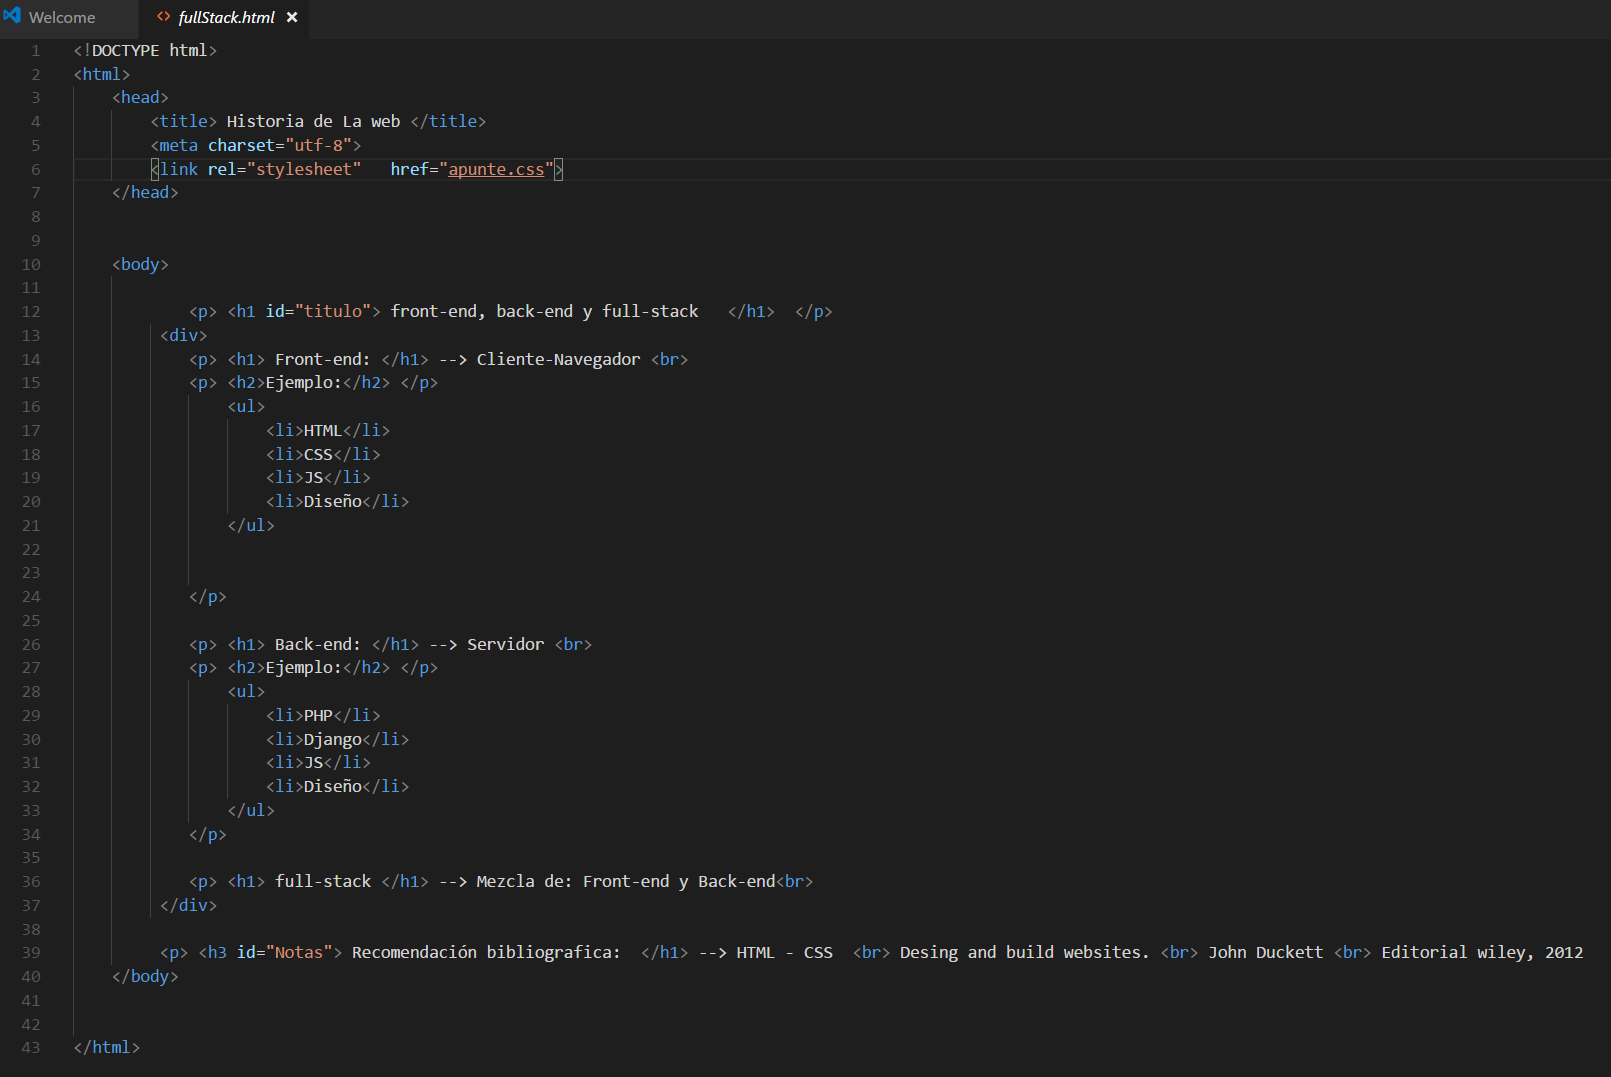 Welcome fullStack.html
1 <!DOCTYPE html>
2 <html>
3 <head>
4 <title> Historia de La web </title>
5 <meta charset="utf-8">
6 <link rel="stylesheet"   href="apunte.css">
7 </head>
8
9
10 <body>
11
12 <p> <h1 id="titulo"> front-end, back-end y full-stack   </h1>  </p>
13 <div>
14 <p> <h1> Front-end: </h1> --> Cliente-Navegador <br>
15 <p> <h2>Ejemplo:</h2> </p>
16 <ul>
17 <li>HTML</li>
18 <li>CSS</li>
19 <li>JS</li>
20 <li>Diseño</li>
21 </ul>
22
23
24 </p>
25
26 <p> <h1> Back-end: </h1> --> Servidor <br>
27 <p> <h2>Ejemplo:</h2> </p>
28 <ul>
29 <li>PHP</li>
30 <li>Django</li>
31 <li>JS</li>
32 <li>Diseño</li>
33 </ul>
34 </p>
35
36 <p> <h1> full-stack </h1> --> Mezcla de: Front-end y Back-end<br>
37 </div>
38
39 <p> <h3 id="Notas"> Recomendación bibliografica:  </h1> --> HTML - CSS  <br> Desing and build websites. <br> John Duckett <br> Editorial wiley, 2012
40 </body>
41
42
43 </html>